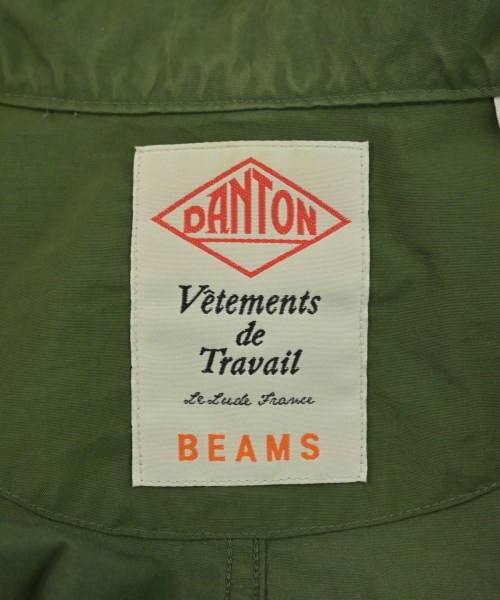 DANTON
Vêtements
de
Travail
Le Lude France
BEAMS